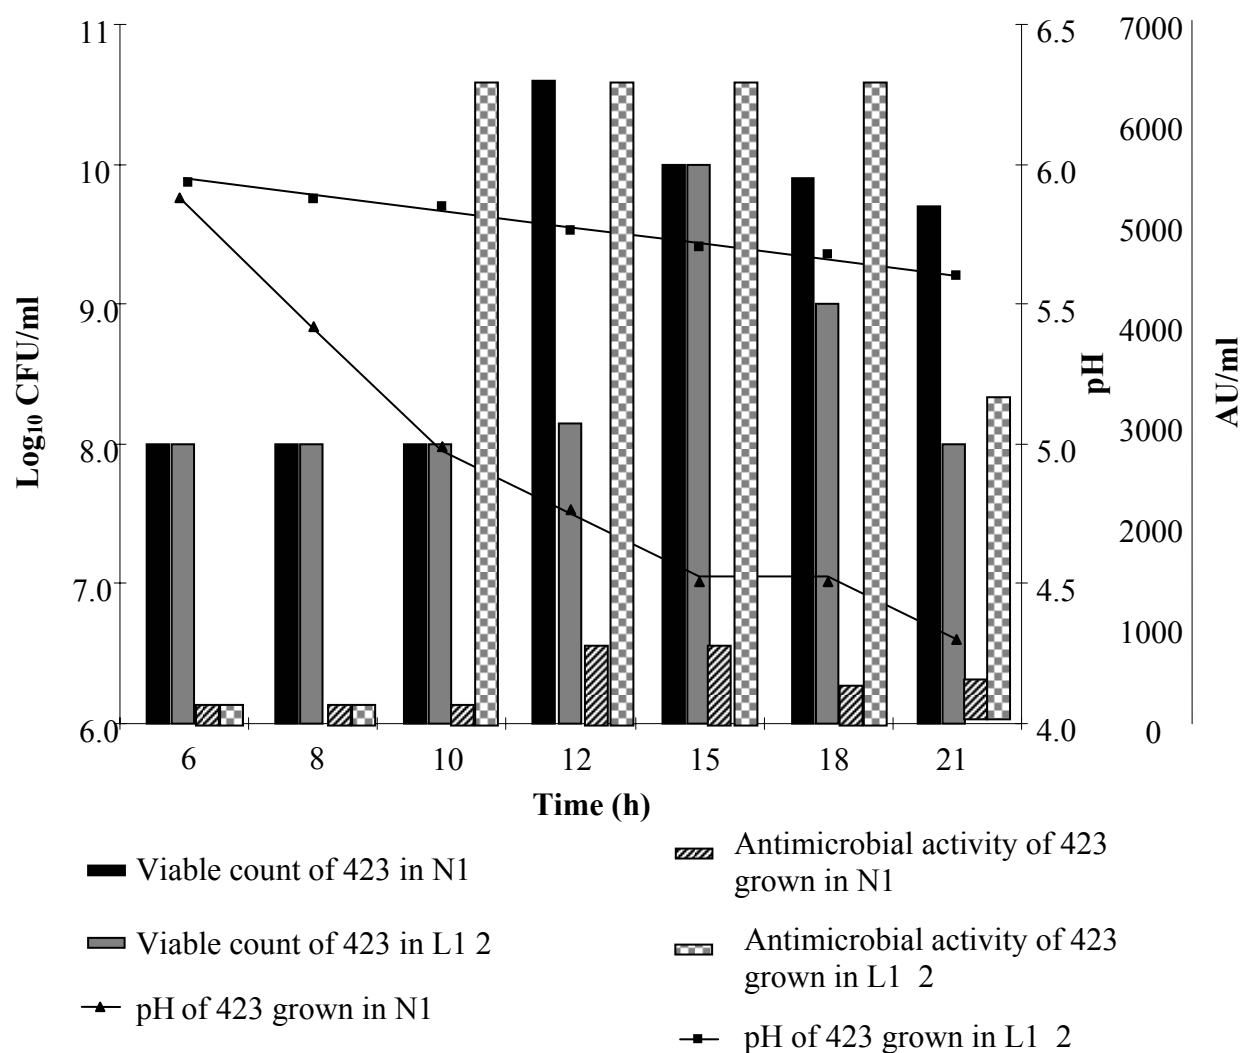 11
10
9.0
8.0
7.0
6.0
Log10 CFU/ml
6.5
6.0
5.5
5.0
4.5
4.0
pH
7000
6000
5000
4000
3000
2000
1000
0
AU/ml
6 8 10 12 15 18 21
Time (h)
Viable count of 423 in N1
Viable count of 423 in L1 2
pH of 423 grown in N1
Antimicrobial activity of 423
grown in N1
Antimicrobial activity of 423
grown in L1 2
pH of 423 grown in L1 2